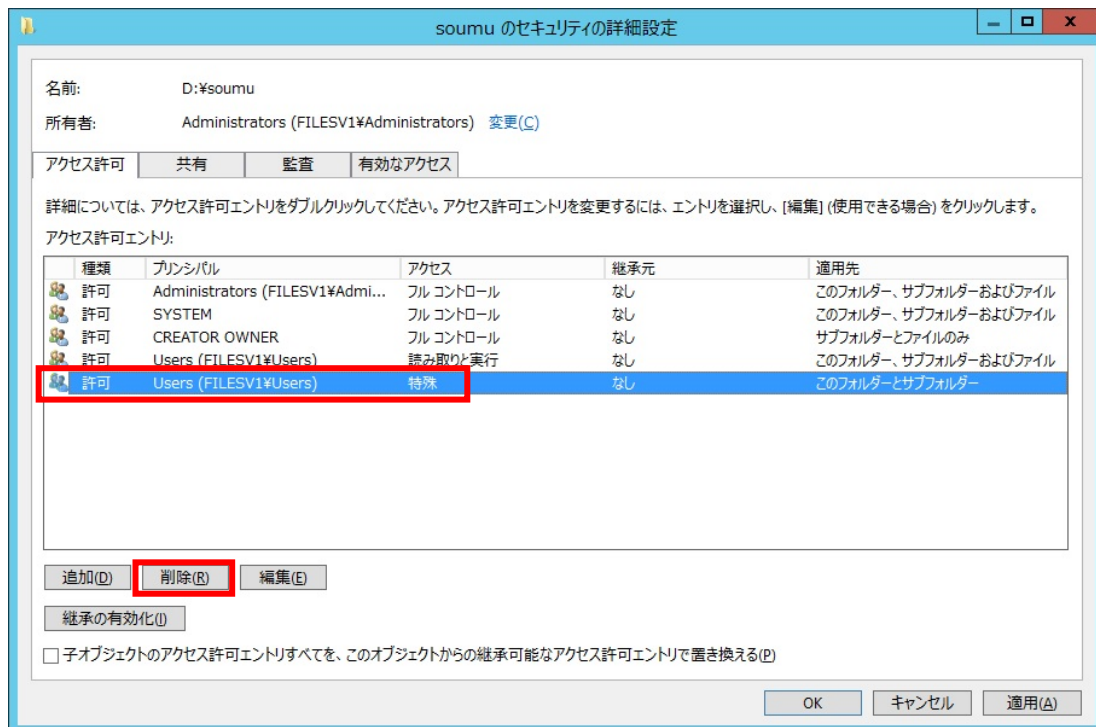 soumu のセキュリティの詳細設定
名前: D:¥soumu
所有者: Administrators (FILESV1¥Administrators) 変更(C)
アクセス許可 共有 監査 有効なアクセス
詳細については、アクセス許可エントリをダブルクリックしてください。アクセス許可エントリを変更するには、エントリを選択し、[編集] (使用できる場合) をクリックします。
アクセス許可エントリ:
種類 プリンシパル アクセス 継承元 適用先
許可 Administrators (FILESV1¥Admi... フル コントロール なし このフォルダー、サブフォルダーおよびファイル
許可 SYSTEM フル コントロール なし このフォルダー、サブフォルダーおよびファイル
許可 CREATOR OWNER フル コントロール なし サブフォルダーとファイルのみ
許可 Users (FILESV1¥Users) 読み取りと実行 なし このフォルダー、サブフォルダーおよびファイル
許可 Users (FILESV1¥Users) 特殊 なし このフォルダーとサブフォルダー
追加(D) 削除(R) 編集(E)
継承の有効化(I)
子オブジェクトのアクセス許可エントリすべてを、このオブジェクトからの継承可能なアクセス許可エントリで置き換える(P)
OK キャンセル 適用(A)